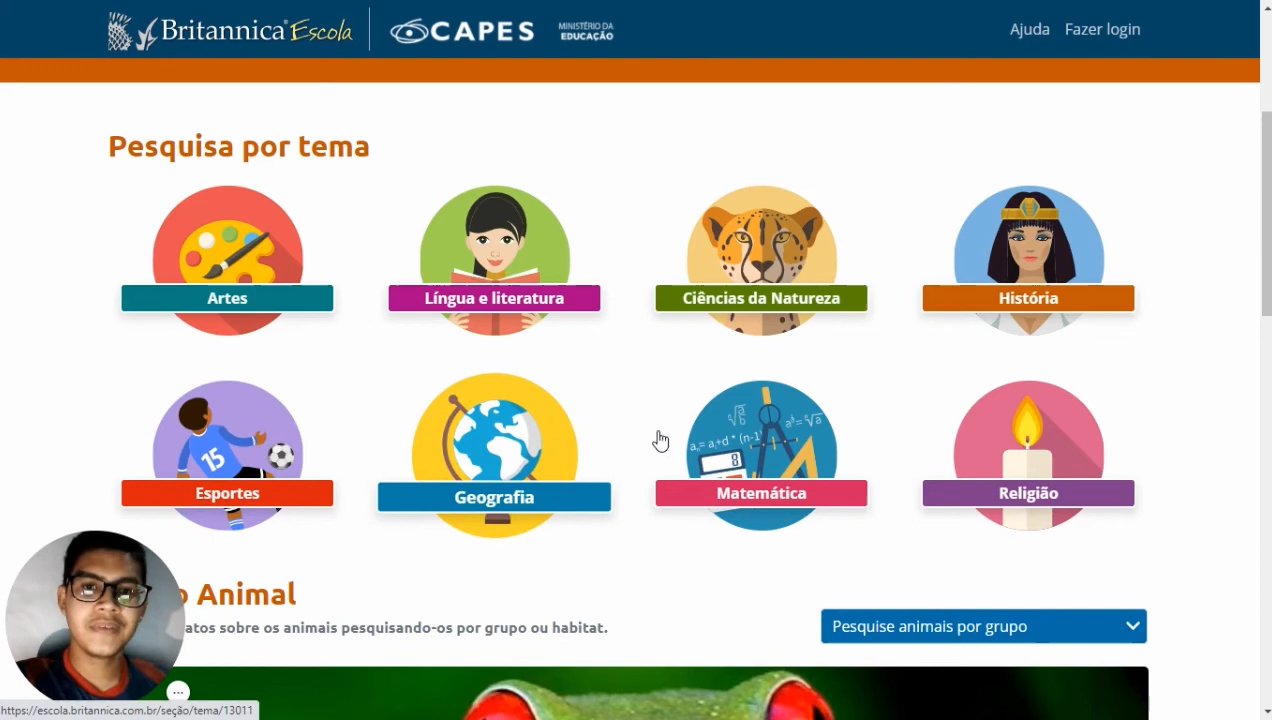 Britannica® Escola
CAPES
MINISTÉRIO DA
EDUCAÇÃO
Ajuda
Fazer login
Pesquisa por tema
Artes
Língua e literatura
Ciências da Natureza
História
15
8
Esportes
Geografia
Matemática
Religião
o Animal
atos sobre os animais pesquisando-os por grupo ou habitat.
Pesquise animais por grupo
...
https://escola.britannica.com.br/seção/tema/13011